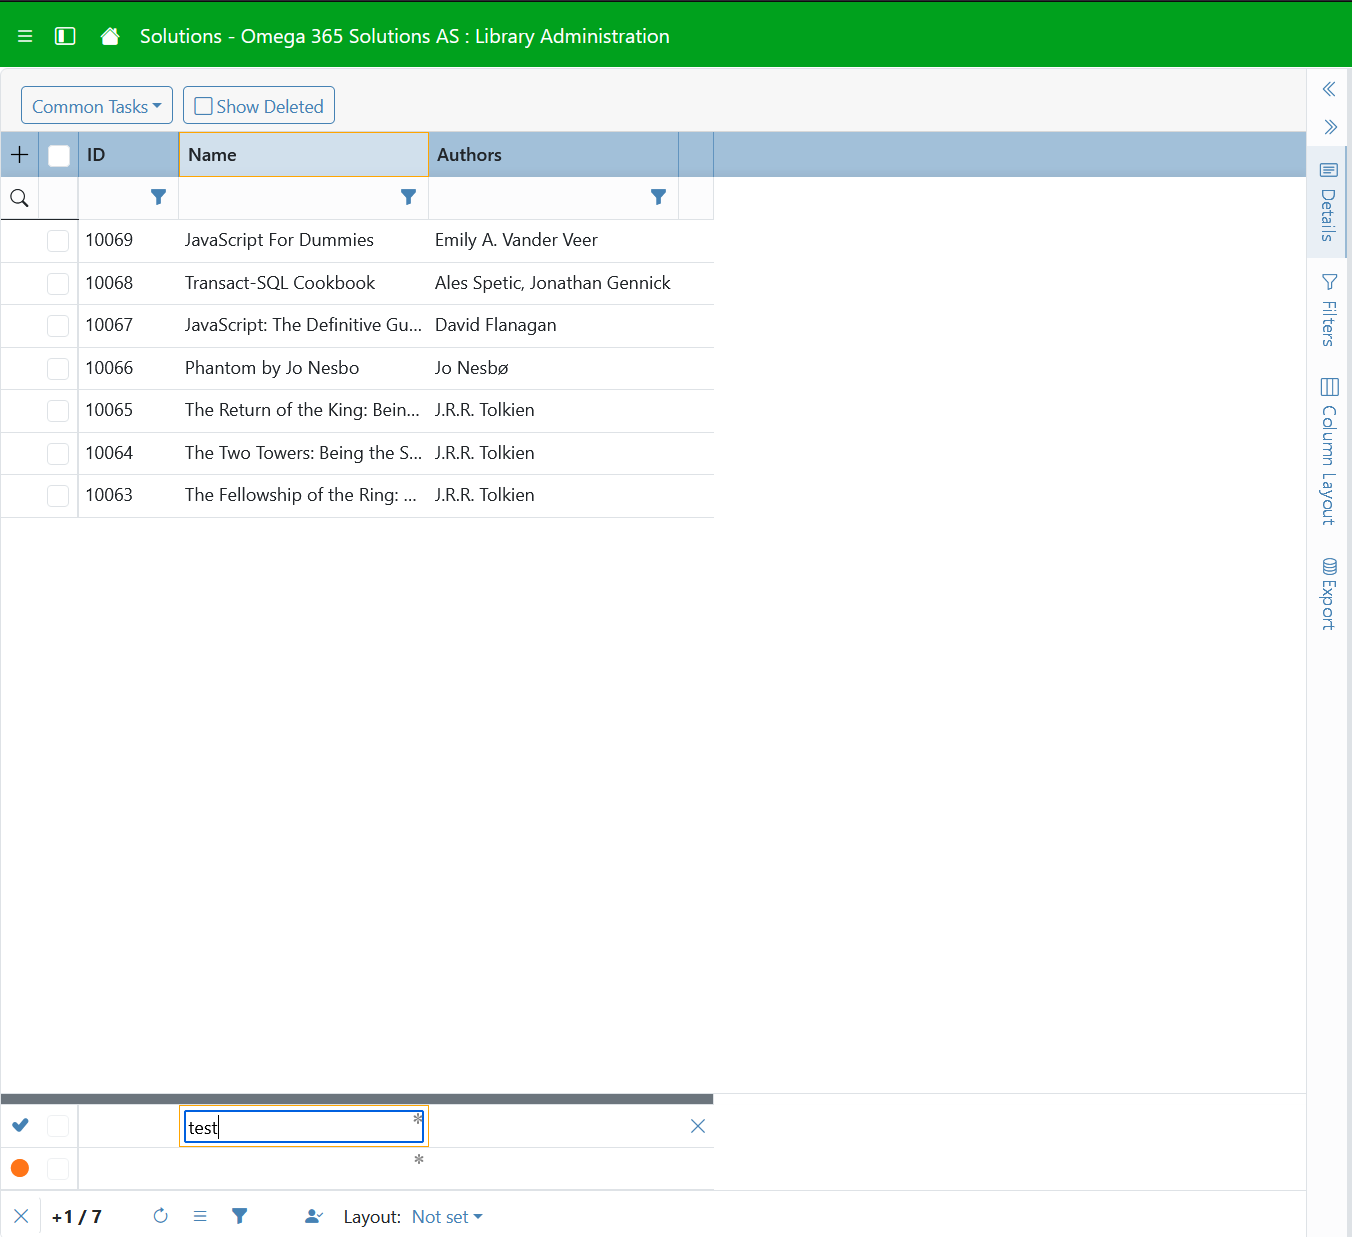 Solutions - Omega 365 Solutions AS : Library Administration
Common Tasks Show Deleted
ID Name Authors
10069 JavaScript For Dummies Emily A. Vander Veer
10068 Transact-SQL Cookbook Ales Spetic, Jonathan Gennick
10067 JavaScript: The Definitive Gu... David Flanagan
10066 Phantom by Jo Nesbo Jo Nesbø
10065 The Return of the King: Bein... J.R.R. Tolkien
10064 The Two Towers: Being the S... J.R.R. Tolkien
10063 The Fellowship of the Ring: ... J.R.R. Tolkien
test *
*
+1 / 7 Layout: Not set
Details
Filters
Column Layout
Export